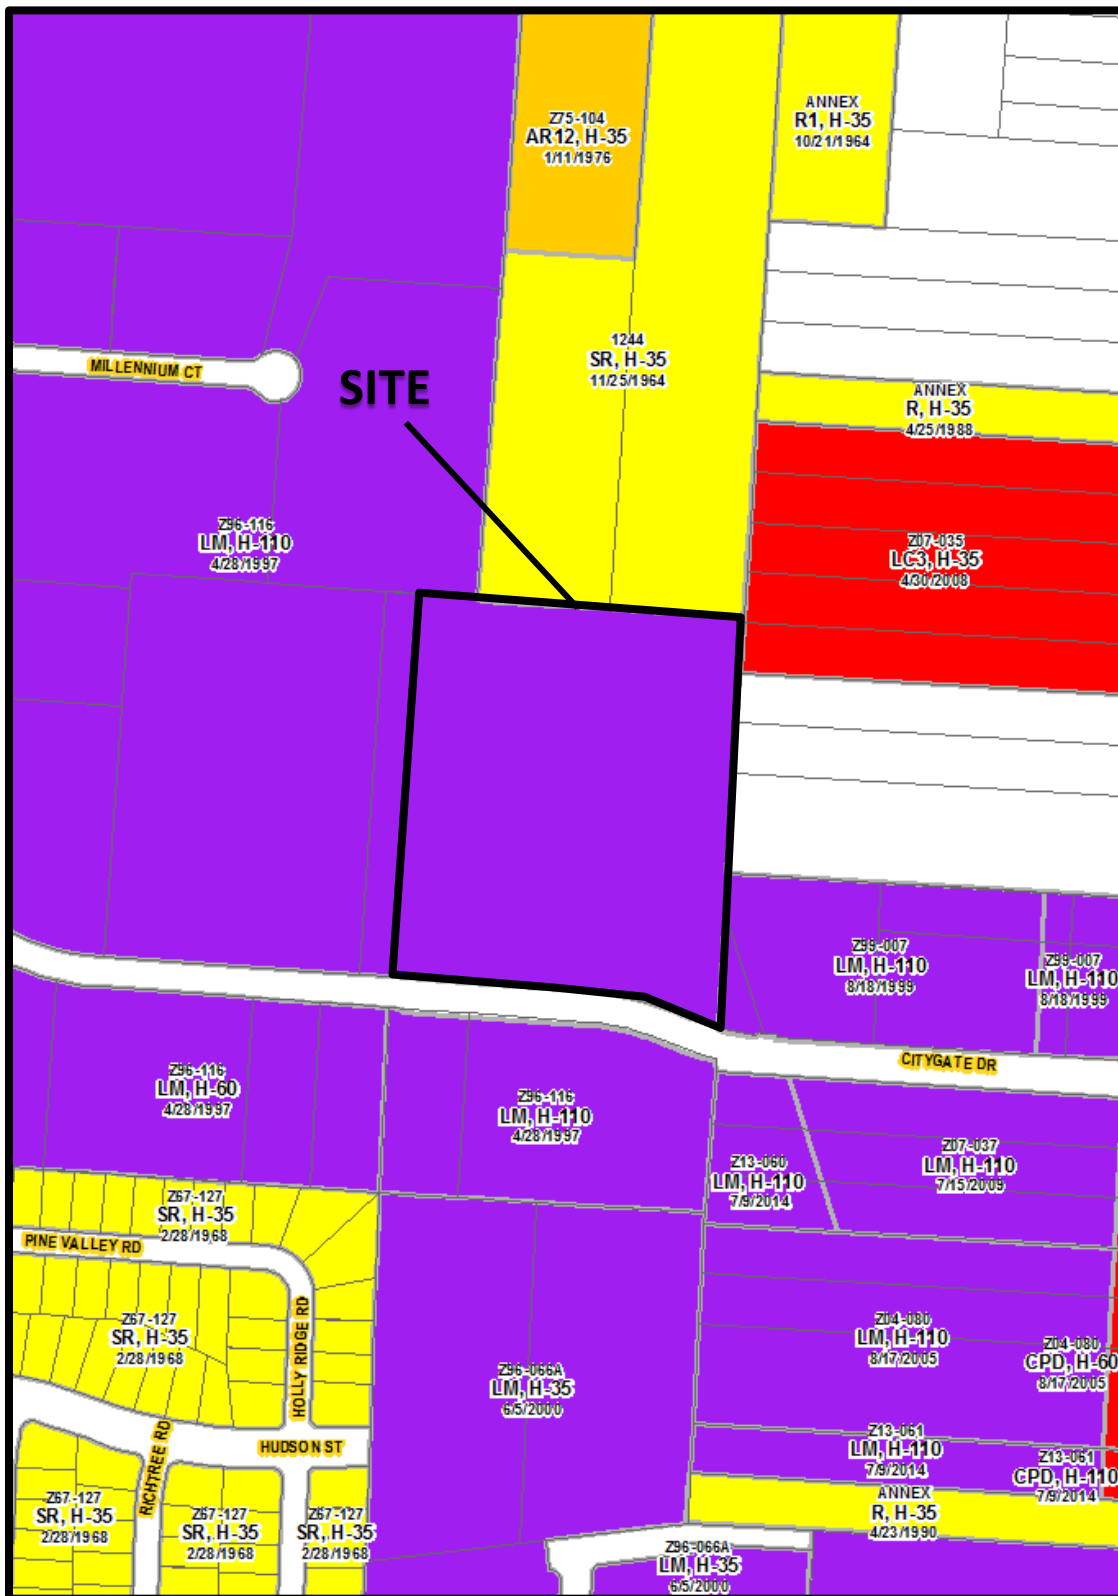 ANNEX
R1, H-35
10/21/1964
Z75-104
AR12, H-35
1/11/1976
1244
SR, H-35
11/25/1964
MILLENNIUM CT
SITE
ANNEX
R, H-35
4/25/1988
Z96-116
LM, H-110
4/28/1997
Z07-035
LC3, H-35
4/30/2008
Z99-007
LM, H-110
8/18/1999
Z99-007
LM, H-110
8/18/1999
CITYGATE DR
Z96-116
LM, H-60
4/28/1997
Z96-116
LM, H-110
4/28/1997
Z07-037
LM, H-110
7/15/2009
Z13-060
LM, H-110
7/9/2014
Z67-127
SR, H-35
2/28/1968
PINE VALLEY RD
HOLLY RIDGE RD
Z67-127
SR, H-35
2/28/1968
Z04-080
LM, H-110
8/17/2005
Z04-080
CPD, H-60
8/17/2005
Z96-066A
LM, H-35
6/5/2000
RICHTREE RD
HUDSON ST
Z13-061
LM, H-110
7/9/2014
Z13-061
CPD, H-110
7/9/2014
ANNEX
R, H-35
4/23/1990
Z67-127
SR, H-35
2/28/1968
Z67-127
SR, H-35
2/28/1968
Z67-127
SR, H-35
2/28/1968
Z96-066A
LM, H-35
6/5/2000